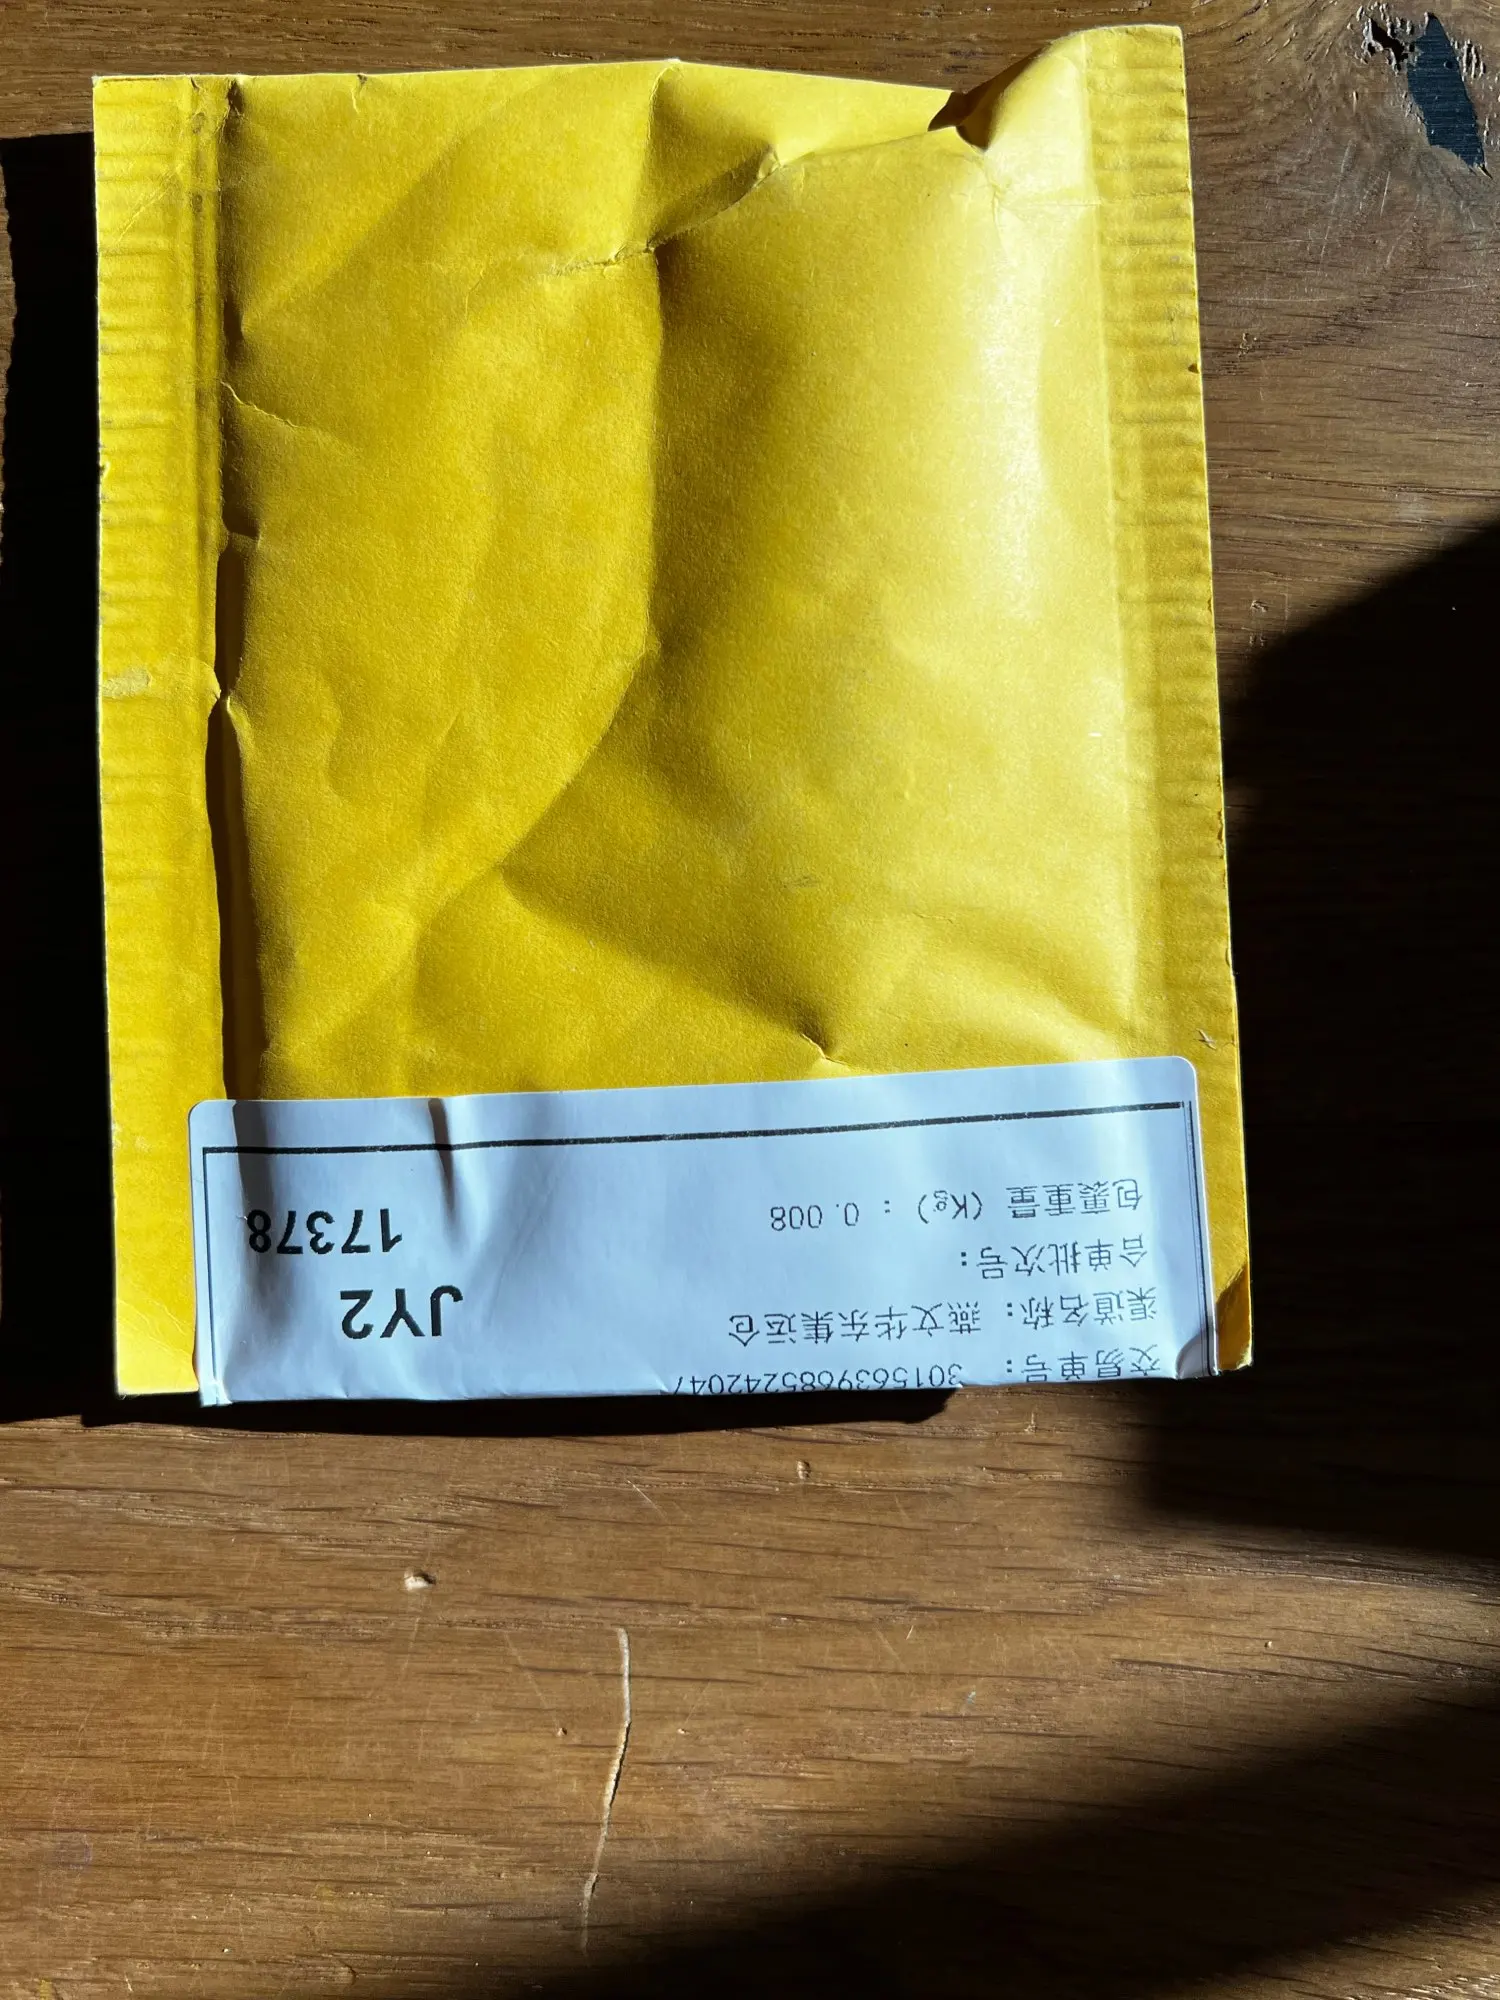 交易单号： 3015639685242047
渠道名称： 燕文华东集运仓
合单批次号：
包裹重量（Kg）： 0.008
JY2
17378